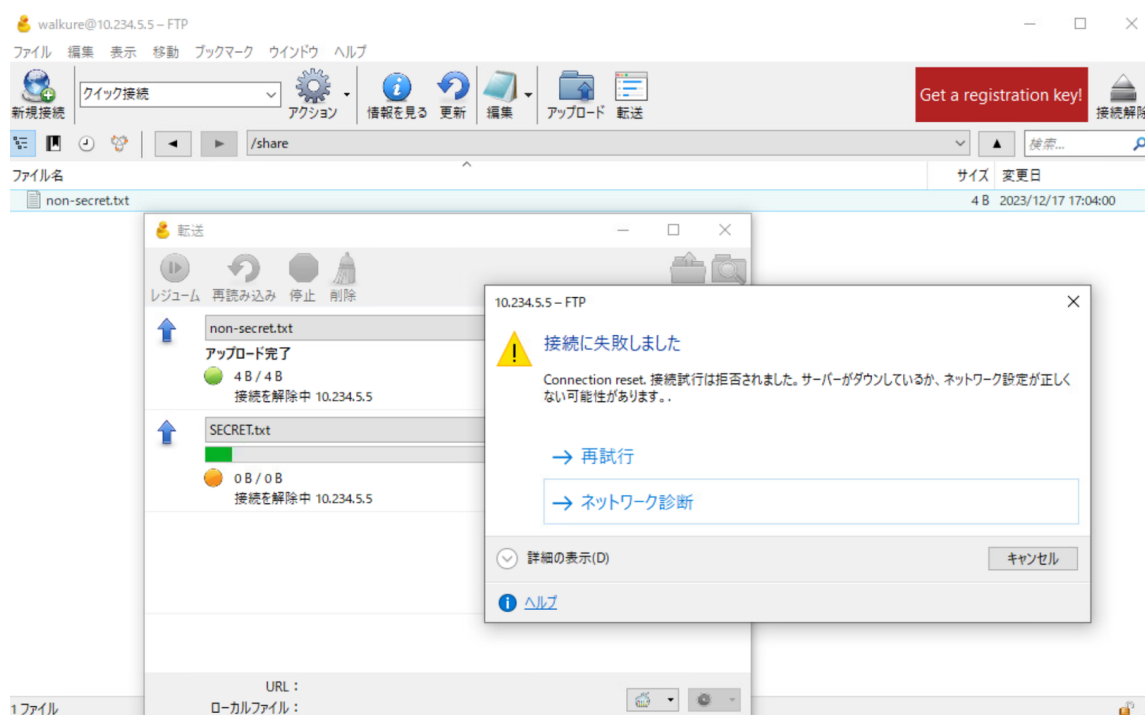 walkure@10.234.5.5 – FTP
ファイル 編集 表示 移動 ブックマーク ウインドウ ヘルプ
クイック接続
Get a registration key!
新規接続 アクション 情報を見る 更新 編集 アップロード 転送 接続解除
/share
検索...
ファイル名 サイズ 変更日
non-secret.txt 4 B 2023/12/17 17:04:00
転送
レジューム 再読み込み 停止 削除
non-secret.txt
アップロード完了
4 B / 4 B
接続を解除中 10.234.5.5
SECRET.txt
0 B / 0 B
接続を解除中 10.234.5.5
URL：
ローカルファイル：
10.234.5.5 – FTP
接続に失敗しました
Connection reset. 接続試行は拒否されました。サーバーがダウンしているか、ネットワーク設定が正しく
ない可能性があります。.
→ 再試行
→ ネットワーク診断
詳細の表示(D)
キャンセル
ヘルプ
1 ファイル